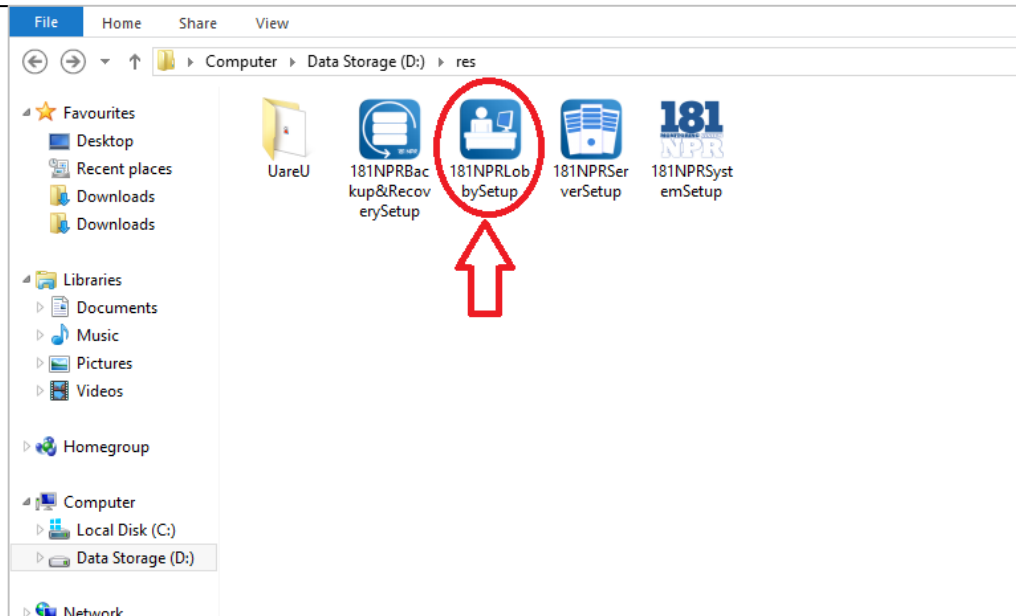 File Home Share View
Computer Data Storage (D:) res
Favourites
Desktop
Recent places
Downloads
Downloads
Libraries
Documents
Music
Pictures
Videos
Homegroup
Computer
Local Disk (C:)
Data Storage (D:)
Network
UareU
181NPRBac
kup&Recov
erySetup
181NPRLob
bySetup
181NPRSer
verSetup
181
NPR
181NPRSyst
emSetup